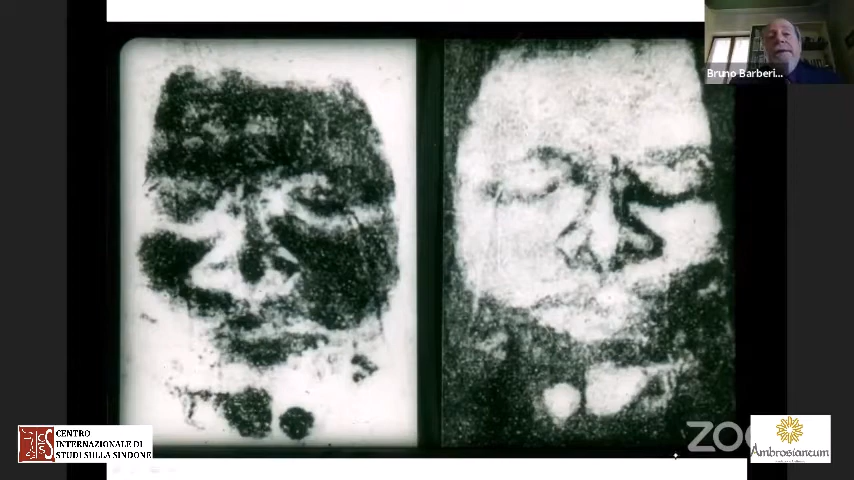 Bruno Barberi...
CENTRO
INTERNAZIONALE DI
STUDI SULLA SINDONE
zoo
Ambrosianeum